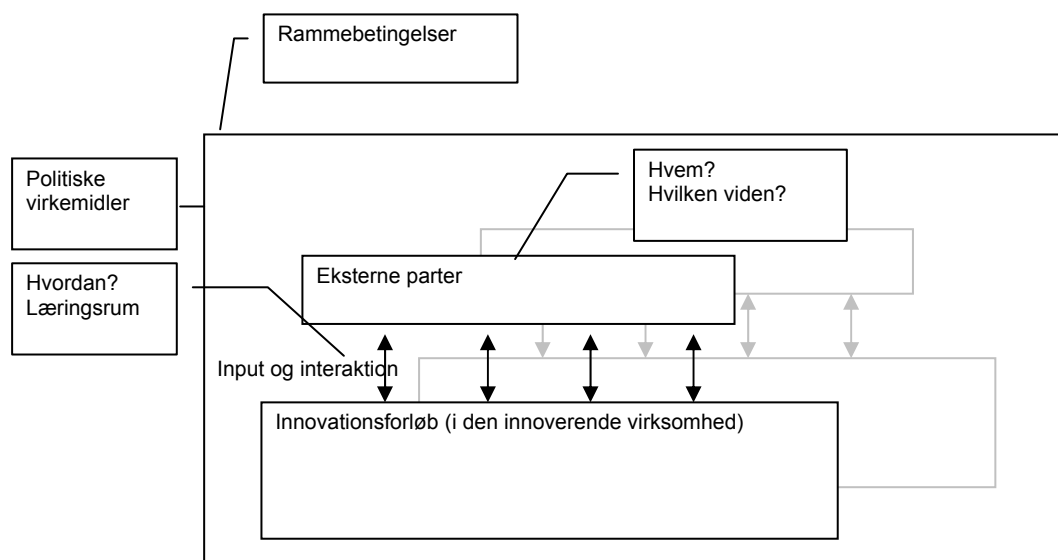 Rammebetingelser
Politiske
virkemidler
Hvem?
Hvilken viden?
Hvordan?
Læringsrum
Eksterne parter
Input og interaktion
Innovationsforløb (i den innoverende virksomhed)